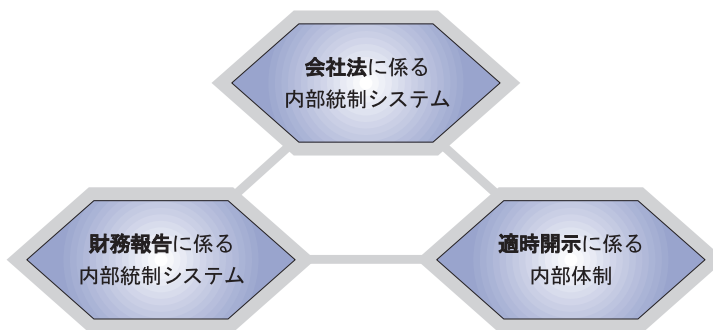 会社法に係る
内部統制システム
財務報告に係る
内部統制システム
適時開示に係る
内部体制